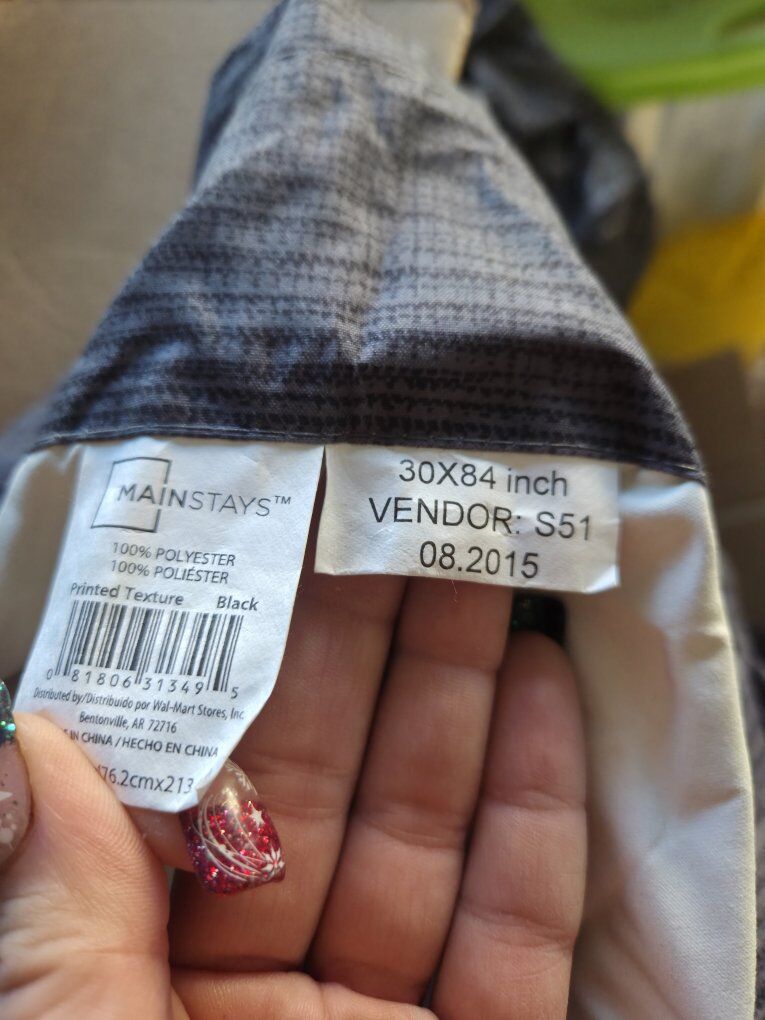 MAINSTAYS™
100% POLYESTER
100% POLIÉSTER
Printed Texture Black
0 81806 31349 5
Distributed by/Distribuido por Wal-Mart Stores, Inc
Bentonville, AR 72716
IN CHINA / HECHO EN CHINA
76.2cmx213
30X84 inch
VENDOR: S51
08.2015